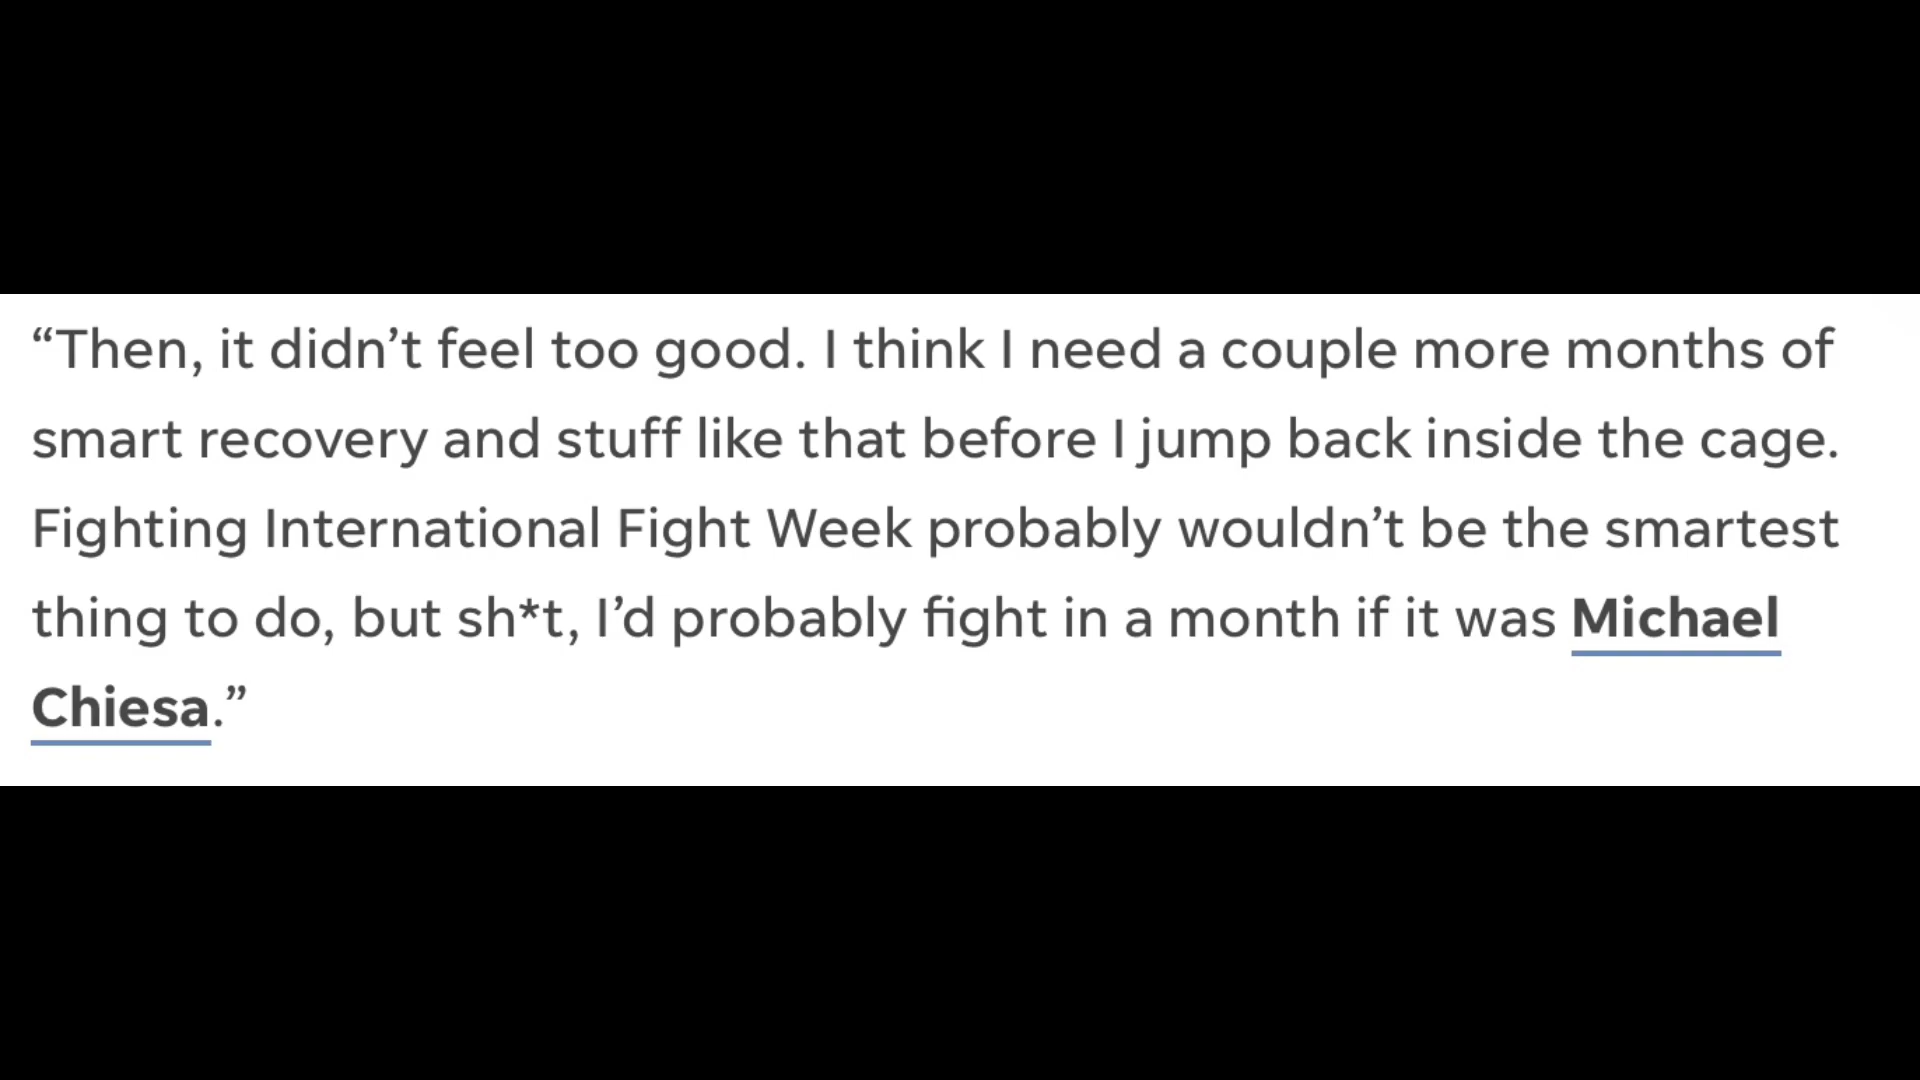 “Then, it didn’t feel too good. I think I need a couple more months of
smart recovery and stuff like that before I jump back inside the cage.
Fighting International Fight Week probably wouldn’t be the smartest
thing to do, but sh*t, I’d probably fight in a month if it was Michael
Chiesa.”